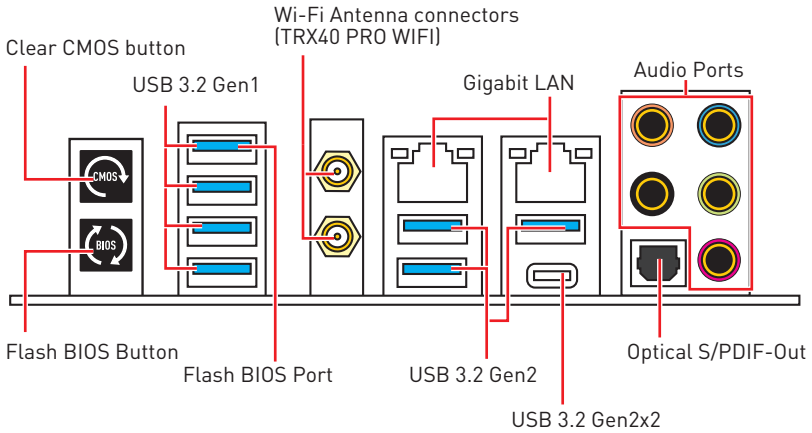 Wi-Fi Antenna connectors
(TRX40 PRO WIFI)
Clear CMOS button
USB 3.2 Gen1
Gigabit LAN
Audio Ports
CMOS
BIOS
Flash BIOS Button
Flash BIOS Port
USB 3.2 Gen2
Optical S/PDIF-Out
USB 3.2 Gen2x2